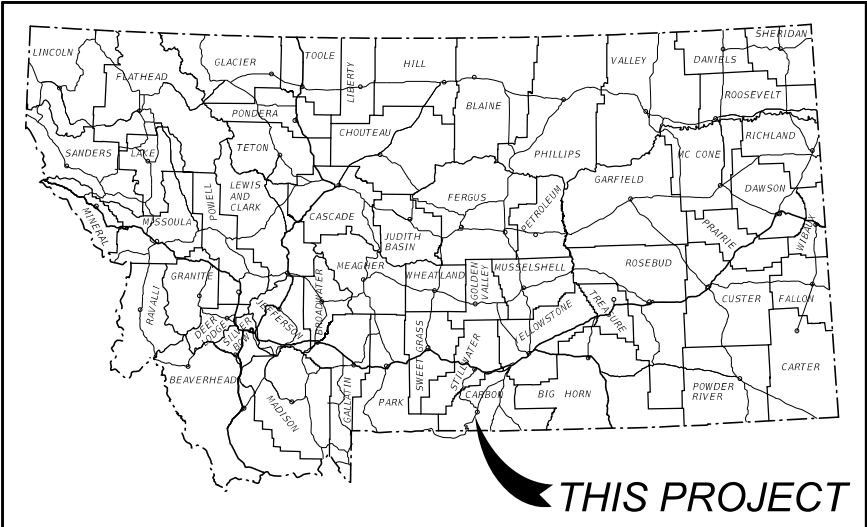 SHERIDAN
LINCOLN
GLACIER
TOOLE
LIBERTY
HILL
VALLEY
DANIELS
FLATHEAD
BLAINE
ROOSEVELT
PONDERA
CHOUTEAU
RICHLAND
SANDERS
LAKE
TETON
PHILLIPS
MC CONE
GARFIELD
DAWSON
LEWIS
AND
CLARK
POWELL
FERGUS
PETROLEUM
MINERAL
MISSOULA
CASCADE
JUDITH
BASIN
PRAIRIE
WIBAUX
GRANITE
MEAGHER
WHEATLAND
GOLDEN
VALLEY
MUSSELSHELL
ROSEBUD
RAVALLI
BROADWATER
TREASURE
CUSTER
FALLON
DEER
LODGE
SILVER
BOW
JEFFERSON
YELLOWSTONE
SWEET GRASS
STILLWATER
CARTER
BEAVERHEAD
MADISON
GALLATIN
PARK
CARBON
BIG HORN
POWDER
RIVER
THIS PROJECT